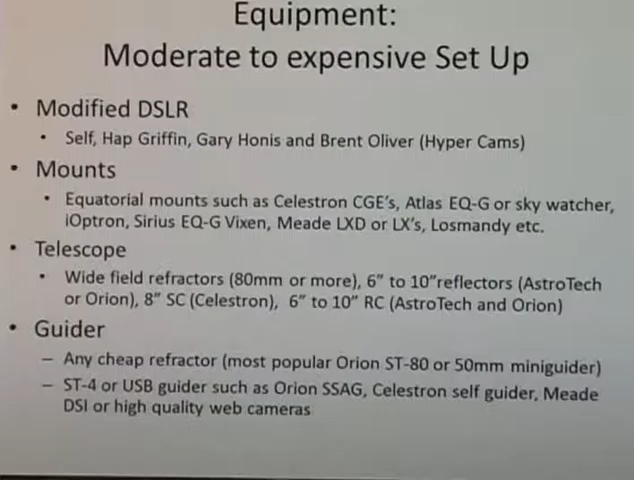 Equipment:
Moderate to expensive Set Up
• Modified DSLR
• Self, Hap Griffin, Gary Honis and Brent Oliver (Hyper Cams)
• Mounts
• Equatorial mounts such as Celestron CGE's, Atlas EQ-G or sky watcher,
iOptron, Sirius EQ-G Vixen, Meade LXD or LX's, Losmandy etc.
• Telescope
• Wide field refractors (80mm or more), 6" to 10"reflectors (AstroTech
or Orion), 8" SC (Celestron), 6" to 10" RC (AstroTech and Orion)
• Guider
– Any cheap refractor (most popular Orion ST-80 or 50mm miniguider)
– ST-4 or USB guider such as Orion SSAG, Celestron self guider, Meade
DSI or high quality web cameras